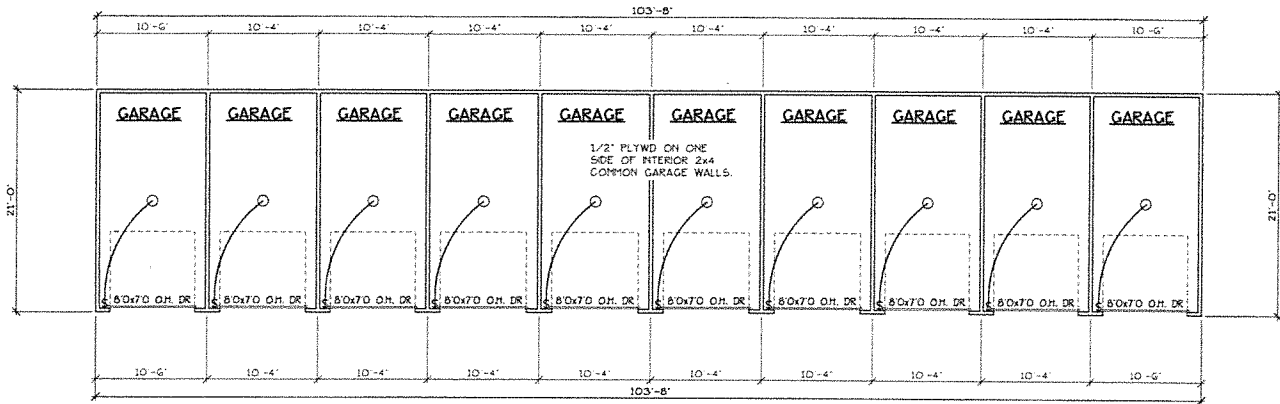 103'-8"
10'-6" 10'-4" 10'-4" 10'-4" 10'-4" 10'-4" 10'-4" 10'-4" 10'-4" 10'-6"
GARAGE GARAGE GARAGE GARAGE GARAGE GARAGE GARAGE GARAGE GARAGE GARAGE
1/2" PLYWD ON ONE
SIDE OF INTERIOR 2x4
COMMON GARAGE WALLS.
21'-0" 21'-0"
S S S S S S S S S S
8'0x7'0 O.H. DR 8'0x7'0 O.H. DR 8'0x7'0 O.H. DR 8'0x7'0 O.H. DR 8'0x7'0 O.H. DR 8'0x7'0 O.H. DR 8'0x7'0 O.H. DR 8'0x7'0 O.H. DR 8'0x7'0 O.H. DR 8'0x7'0 O.H. DR
10'-6" 10'-4" 10'-4" 10'-4" 10'-4" 10'-4" 10'-4" 10'-4" 10'-4" 10'-6"
103'-8"